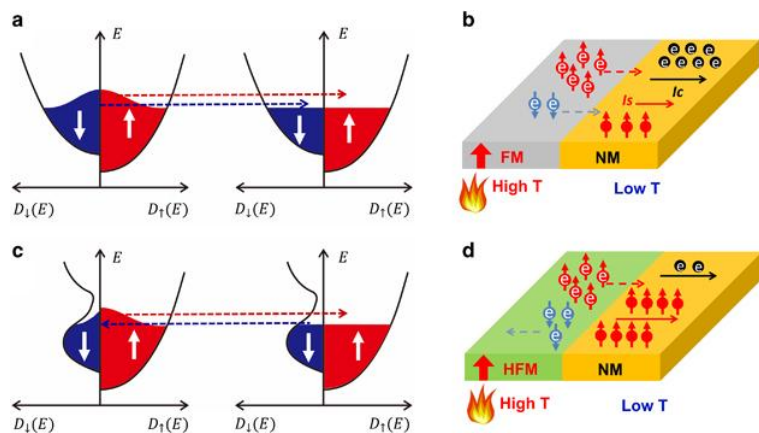 a
E
E
D↓(E)
D↑(E)
D↓(E)
D↑(E)
b
e e e e e
e e
e e e e e e e
Ic
Is
FM
NM
High T
Low T
c
E
E
D↓(E)
D↑(E)
D↓(E)
D↑(E)
d
e e e e e
e e e
e e
HFM
NM
High T
Low T